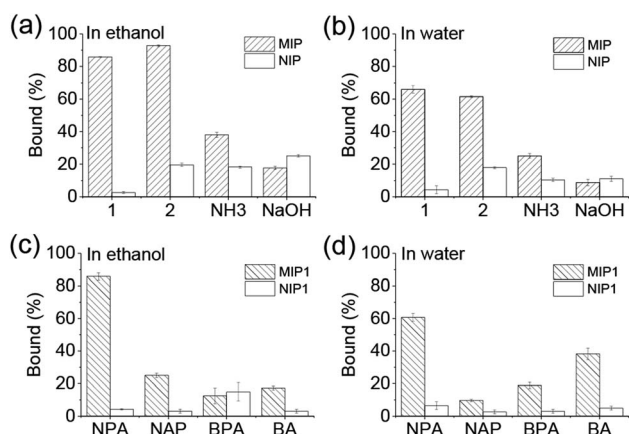 (a)
In ethanol
MIP
NIP
Bound (%)
100
80
60
40
20
0
1 2 NH3 NaOH
(b)
In water
MIP
NIP
Bound (%)
100
80
60
40
20
0
1 2 NH3 NaOH
(c)
In ethanol
MIP1
NIP1
Bound (%)
100
80
60
40
20
0
NPA NAP BPA BA
(d)
In water
MIP1
NIP1
Bound (%)
100
80
60
40
20
0
NPA NAP BPA BA